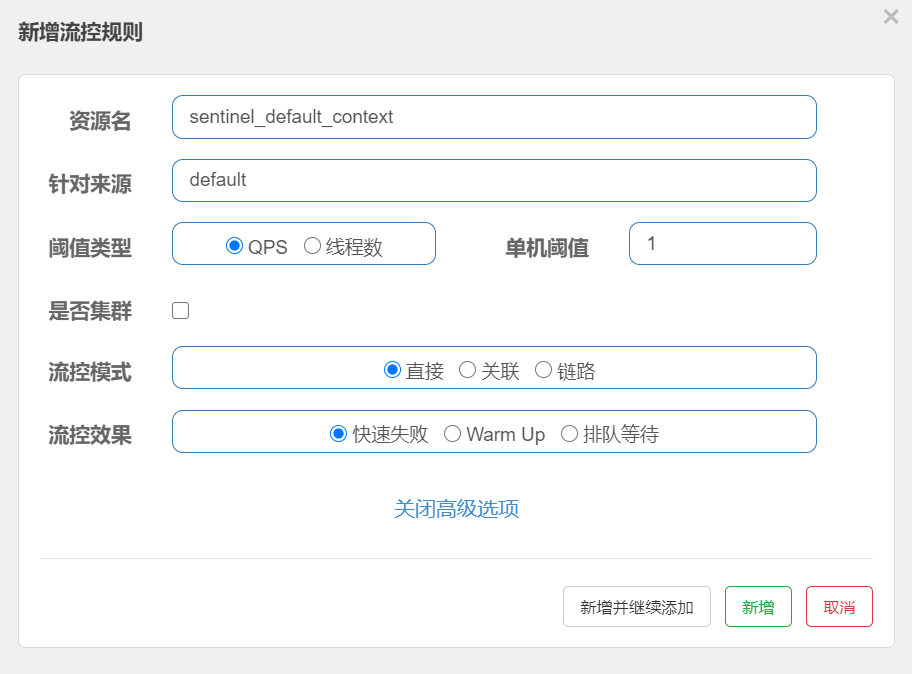 新增流控规则
资源名 sentinel_default_context
针对来源 default
阈值类型 QPS 线程数 单机阈值 1
是否集群
流控模式 直接 关联 链路
流控效果 快速失败 Warm Up 排队等待
关闭高级选项
新增并继续添加 新增 取消